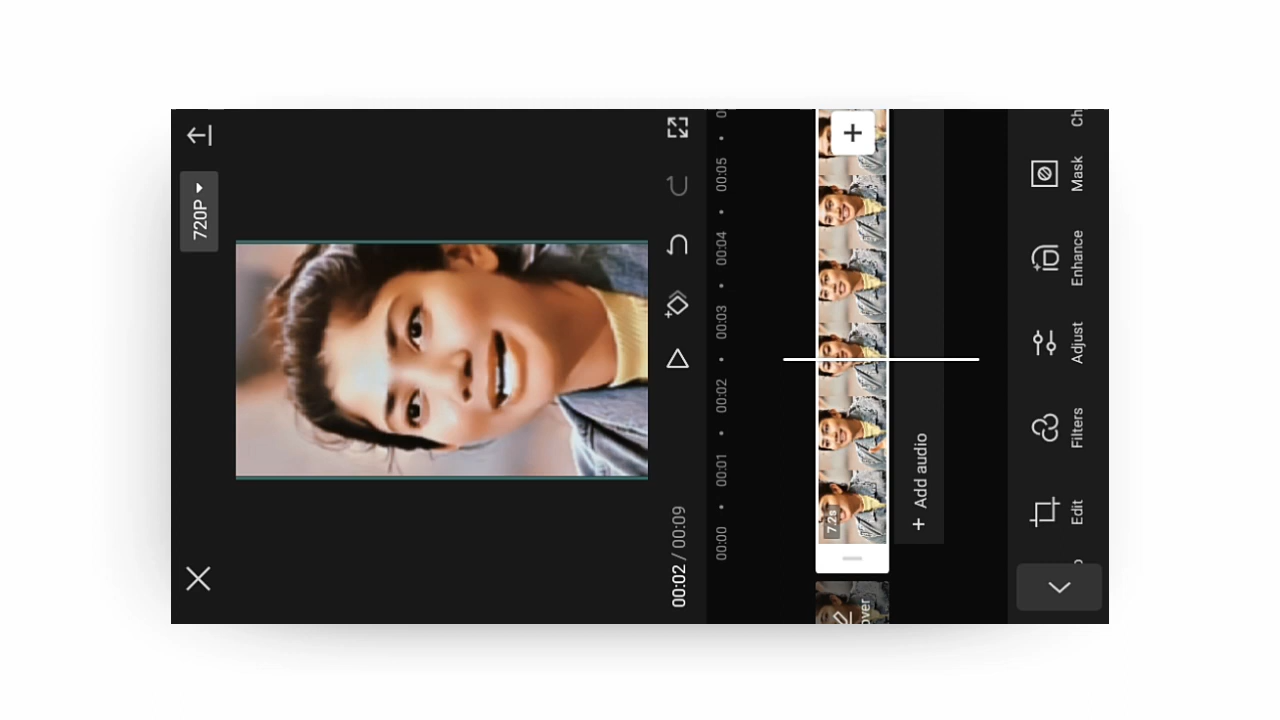 720P
00:02 / 00:09
00:00
00:01
00:02
00:03
00:04
00:05
7.2s
+ Add audio
Edit
Filters
Adjust
Enhance
Mask